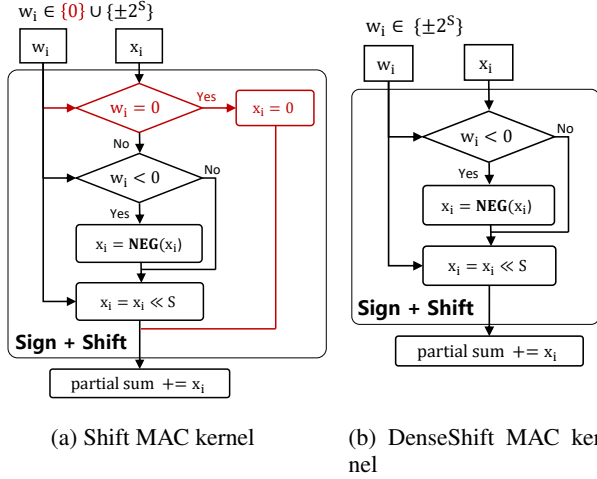 wᵢ ∈ {0} ∪ {±2ˢ}
wᵢ
xᵢ
wᵢ = 0
Yes
xᵢ = 0
No
wᵢ < 0
No
Yes
xᵢ = NEG(xᵢ)
xᵢ = xᵢ ≪ S
Sign + Shift
partial sum += xᵢ
(a) Shift MAC kernel
wᵢ ∈ {±2ˢ}
wᵢ
xᵢ
wᵢ < 0
No
Yes
xᵢ = NEG(xᵢ)
xᵢ = xᵢ ≪ S
Sign + Shift
partial sum += xᵢ
(b) DenseShift MAC ker
nel